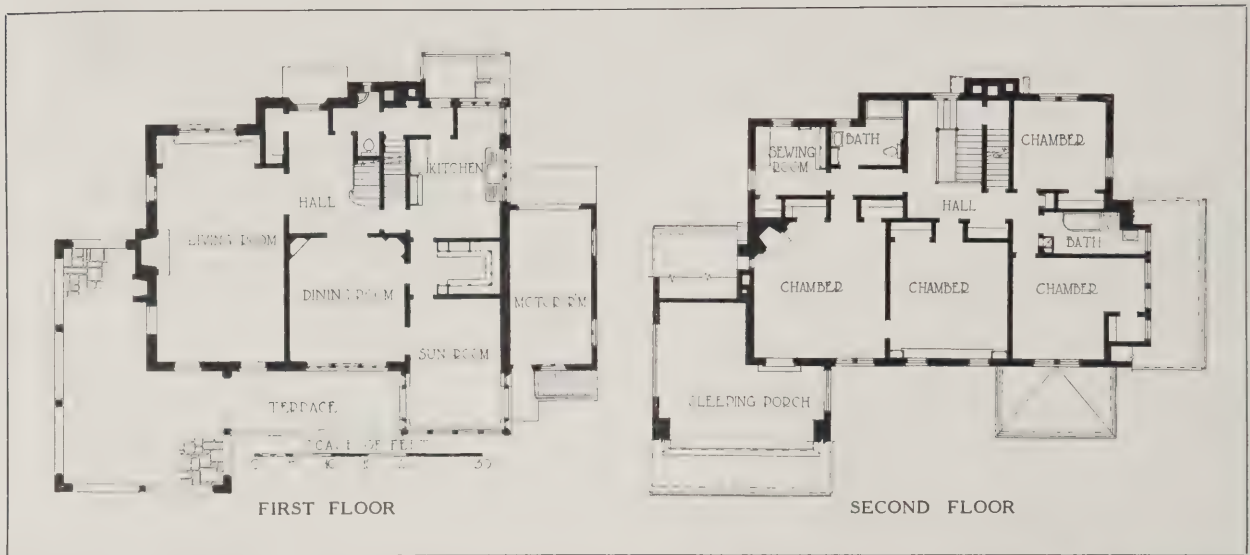 KITCHEN
HALL
LIVING ROOM
DINING ROOM
MOTOR R'M
SUN ROOM
TERRACE
SCALE OF FEET
FIRST FLOOR
BATH
SEWING
ROOM
CHAMBER
HALL
BATH
CHAMBER
CHAMBER
CHAMBER
SLEEPING PORCH
SECOND FLOOR